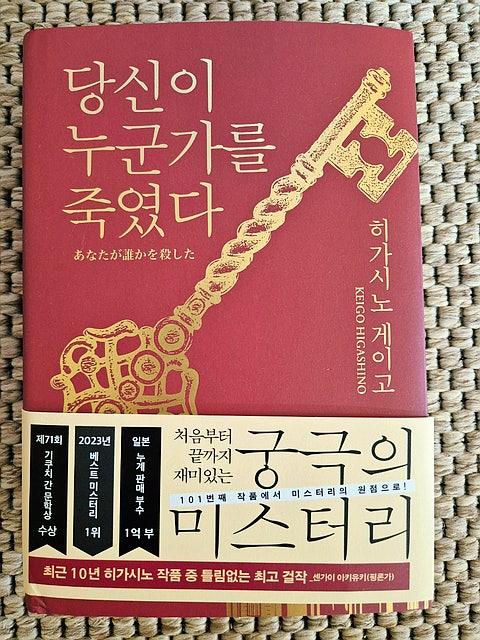 당신이
누군가를
죽였다
あなたが誰かを殺した
히가시노 게이고
KEIGO HIGASHINO
제71회
기쿠치 간 문학상
수상
2023년
베스트 미스터리
1위
일본
누계 판매 부수
1억 부
처음부터
끝까지
재미있는
궁극의
101번째 작품에서 미스터리의 원점으로!
미스터리
최근 10년 히가시노 작품 중 틀림없는 최고 걸작 _센가이 아키유키(평론가)